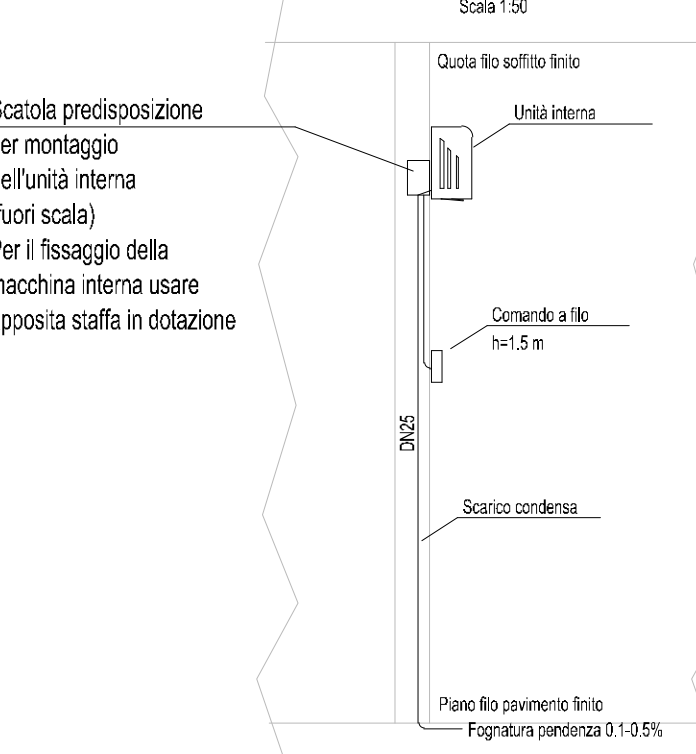 Scala 1:50
Quota filo soffitto finito
Scatola predisposizione
er montaggio
ell'unità interna
fuori scala)
Per il fissaggio della
macchina interna usare
pposita staffa in dotazione
Unità interna
Comando a filo
h=1.5 m
DN25
Scarico condensa
Piano filo pavimento finito
Fognatura pendenza 0.1-0.5%